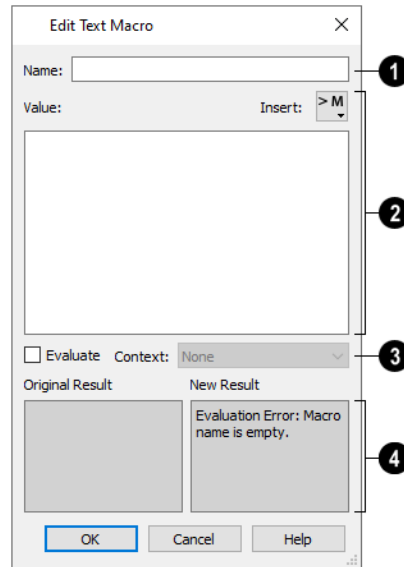 Edit Text Macro
Name:
1
Value: Insert: > M
2
Evaluate Context: None
3
Original Result New Result
Evaluation Error: Macro
name is empty.
4
OK Cancel Help